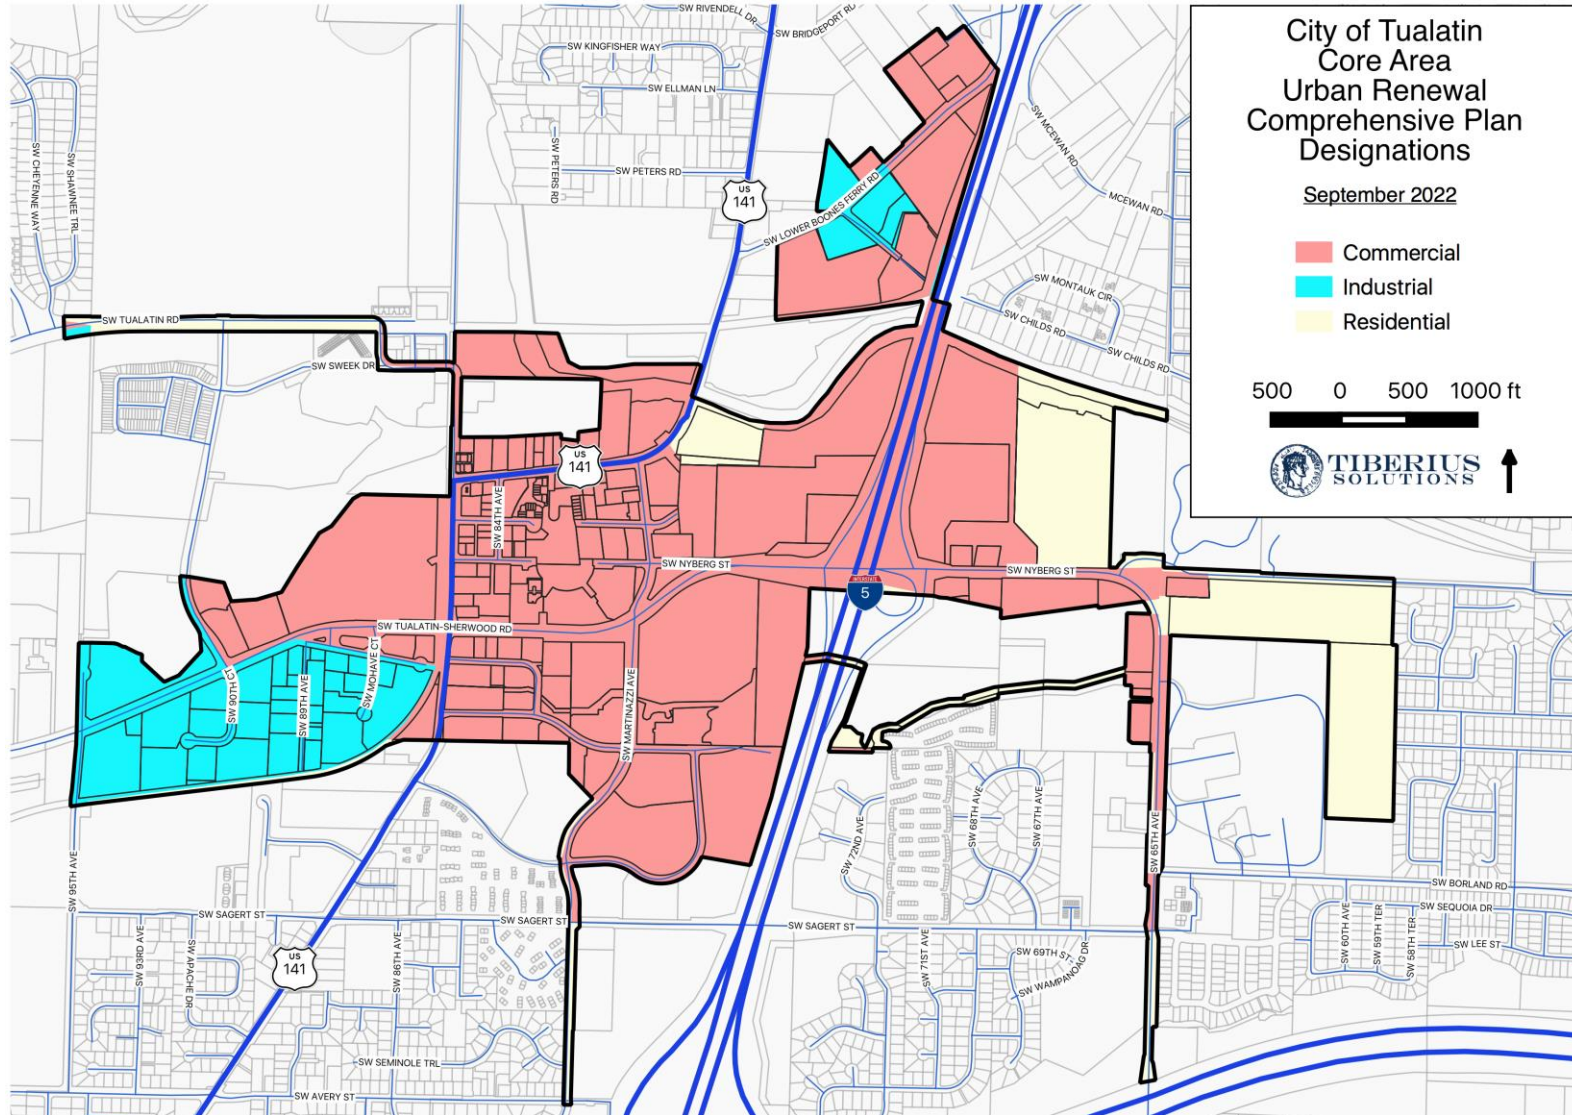 City of Tualatin
Core Area
Urban Renewal
Comprehensive Plan
Designations
September 2022
Commercial
Industrial
Residential
500 0 500 1000 ft
TIBERIUS
SOLUTIONS
SW RIVENDELL DR
SW BRIDGEPORT RD
SW KINGFISHER WAY
SW ELLMAN LN
SW PETERS RD
SW PETERS RD
SW CHEYENNE WAY
SW SHAWNEE TRL
US
141
SW LOWER BOONES FERRY RD
SW MCEWAN RD
MCEWAN RD
SW MONTAUK CIR
SW CHILDS RD
SW CHILDS RD
SW TUALATIN RD
SW SWEEK DR
US
141
SW 84TH AVE
SW NYBERG ST
SW NYBERG ST
INTERSTATE
5
SW TUALATIN-SHERWOOD RD
SW 90TH CT
SW 89TH AVE
SW MOHAVE CT
SW MARTINAZZI AVE
SW 95TH AVE
SW 72ND AVE
SW 68TH AVE
SW 67TH AVE
SW 65TH AVE
SW BORLAND RD
SW SEQUOIA DR
SW 60TH AVE
SW 59TH TER
SW 58TH TER
SW LEE ST
SW SAGERT ST
SW SAGERT ST
SW SAGERT ST
SW 93RD AVE
SW APACHE DR
US
141
SW 86TH AVE
SW 71ST AVE
SW 69TH ST
SW WAMPANOAG DR
SW SEMINOLE TRL
SW AVERY ST